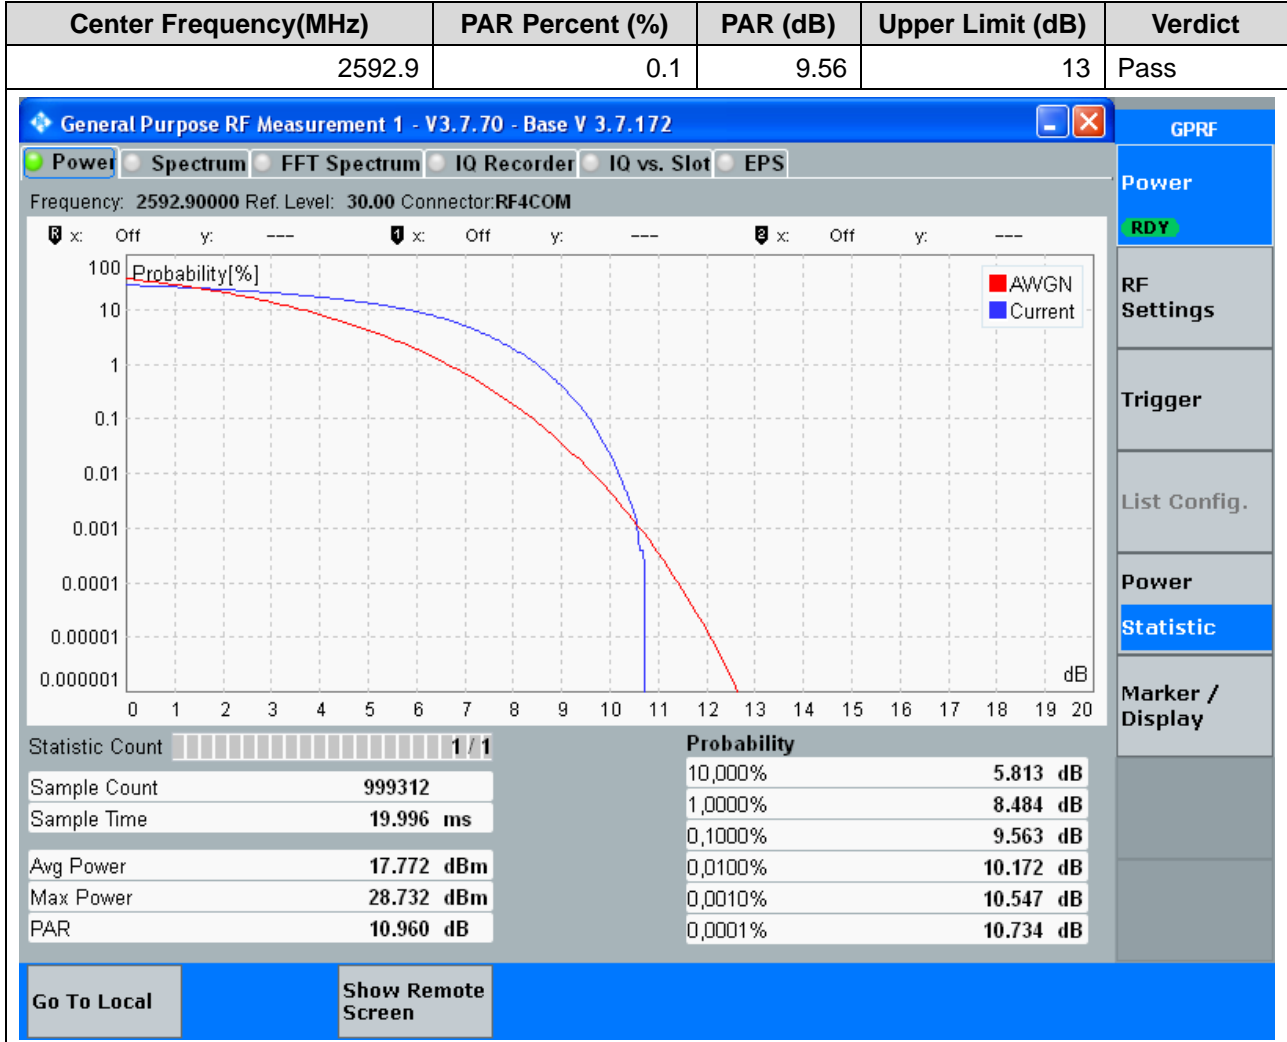 Center Frequency(MHz) PAR Percent (%) PAR (dB) Upper Limit (dB) Verdict
2592.9 0.1 9.56 13 Pass
General Purpose RF Measurement 1 - V3.7.70 - Base V 3.7.172
GPRF
Power Spectrum FFT Spectrum IQ Recorder IQ vs. Slot EPS
Frequency: 2592.90000 Ref. Level: 30.00 Connector:RF4COM
R x: Off y: --- 1 x: Off y: --- 2 x: Off y: ---
Probability[%]
AWGN
Current
100
10
1
0.1
0.01
0.001
0.0001
0.00001
0.000001
dB
0 1 2 3 4 5 6 7 8 9 10 11 12 13 14 15 16 17 18 19 20
Statistic Count 1 / 1
Sample Count 999312
Sample Time 19.996 ms
Avg Power 17.772 dBm
Max Power 28.732 dBm
PAR 10.960 dB
Probability
10,000% 5.813 dB
1,0000% 8.484 dB
0,1000% 9.563 dB
0,0100% 10.172 dB
0,0010% 10.547 dB
0,0001% 10.734 dB
Power
RDY
RF
Settings
Trigger
List Config.
Power
Statistic
Marker /
Display
Go To Local
Show Remote
Screen